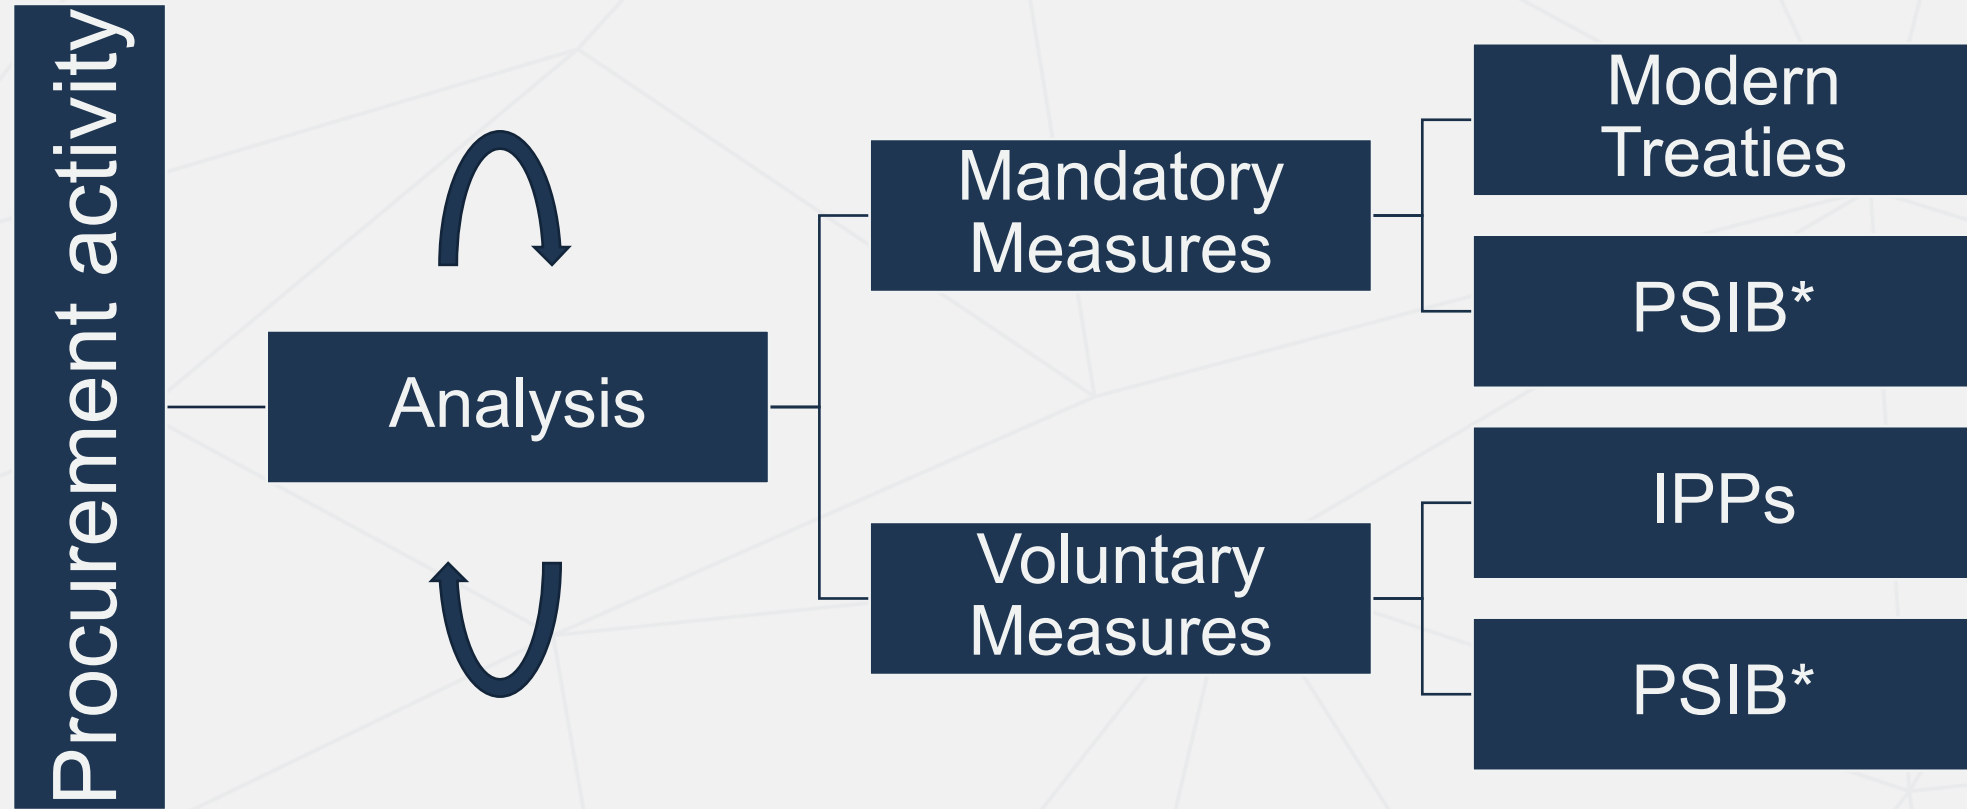 Procurement activity
Analysis
Mandatory
Measures
Modern
Treaties
PSIB*
Voluntary
Measures
IPPs
PSIB*